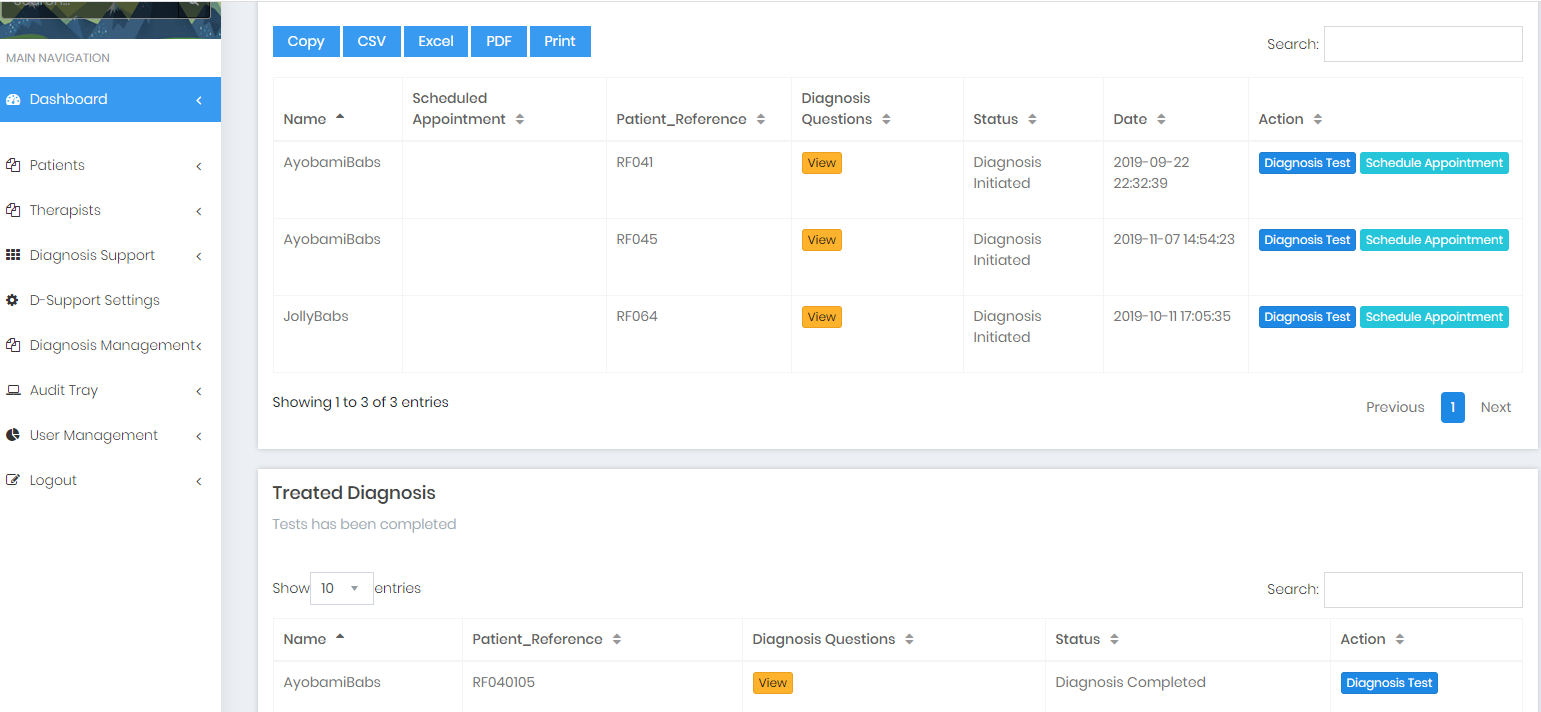 Search...
MAIN NAVIGATION
Dashboard
Patients
Therapists
Diagnosis Support
D-Support Settings
Diagnosis Management
Audit Tray
User Management
Logout
Copy CSV Excel PDF Print
Search:
Name Scheduled Appointment Patient_Reference Diagnosis Questions Status Date Action
AyobamiBabs RF041 View Diagnosis Initiated 2019-09-22 22:32:39 Diagnosis Test Schedule Appointment
AyobamiBabs RF045 View Diagnosis Initiated 2019-11-07 14:54:23 Diagnosis Test Schedule Appointment
JollyBabs RF064 View Diagnosis Initiated 2019-10-11 17:05:35 Diagnosis Test Schedule Appointment
Showing 1 to 3 of 3 entries
Previous 1 Next
Treated Diagnosis
Tests has been completed
Show 10 entries
Search:
Name Patient_Reference Diagnosis Questions Status Action
AyobamiBabs RF040105 View Diagnosis Completed Diagnosis Test